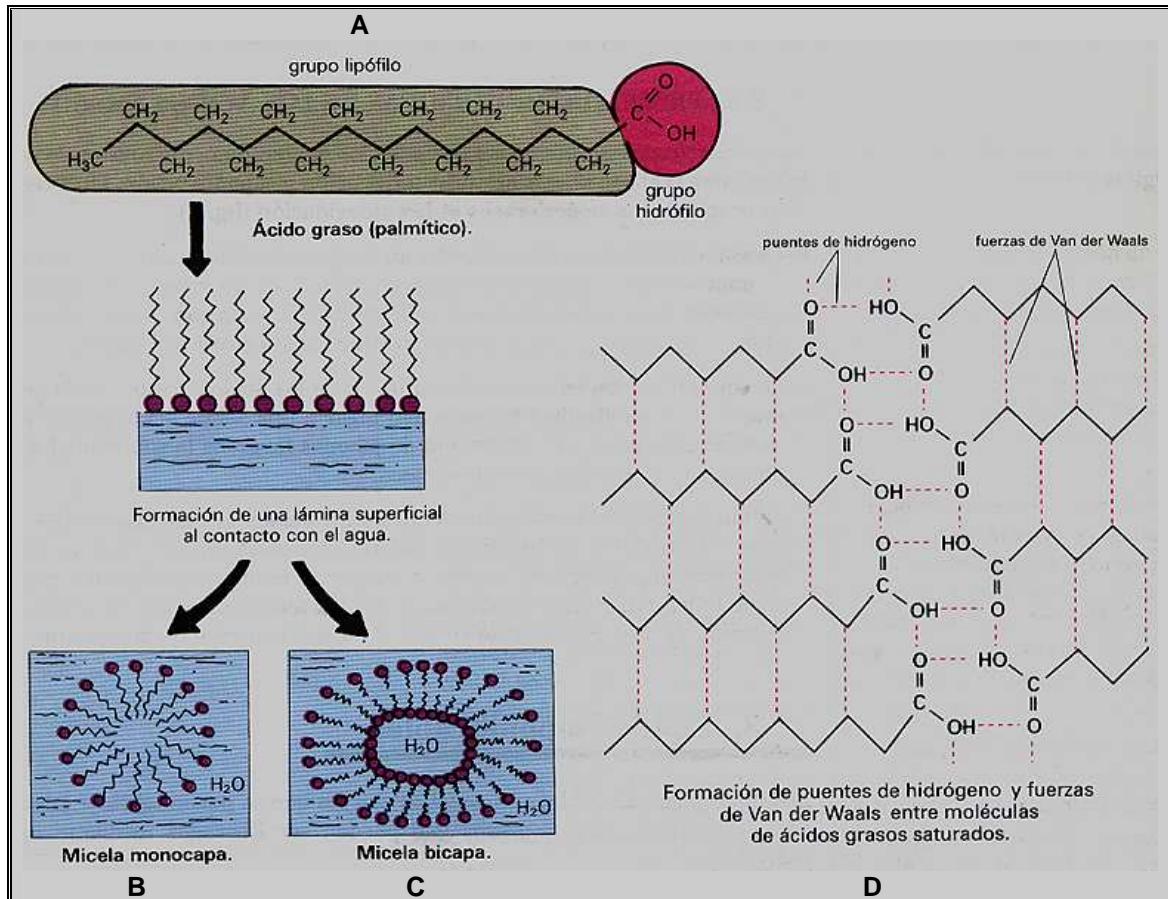 A
grupo lipófilo
CH2 CH2 CH2 CH2 CH2 CH2 CH2 C O
OH
H3C CH2 CH2 CH2 CH2 CH2 CH2 CH2
grupo
hidrófilo
Ácido graso (palmítico).
Formación de una lámina superficial
al contacto con el agua.
H2O
Micela monocapa.
B
H2O
H2O
Micela bicapa.
C
puentes de hidrógeno fuerzas de Van der Waals
O HO
C C
OH O
O HO
C C
OH O
O HO
C C
OH O
O HO
C C
OH O
Formación de puentes de hidrógeno y fuerzas
de Van der Waals entre moléculas
de ácidos grasos saturados.
D